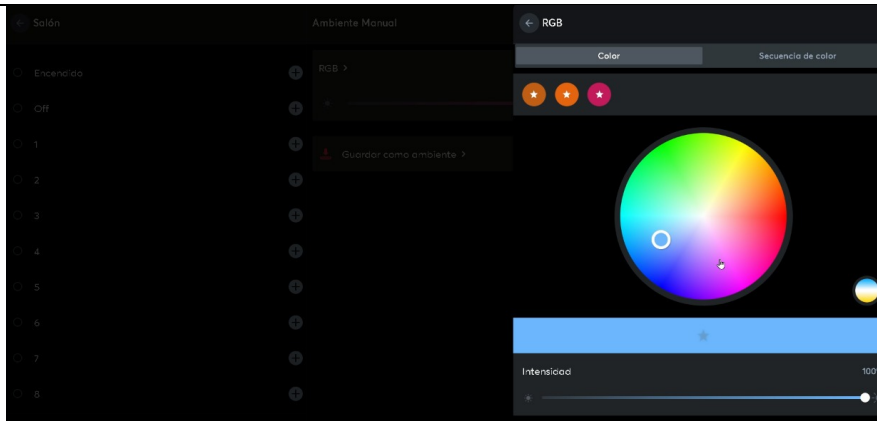 Salón
Encendido
Off
1
2
3
4
5
6
7
8
Ambiente Manual
RGB >
Guardar como ambiente >
RGB
Color
Secuencia de color
Intensidad
100%